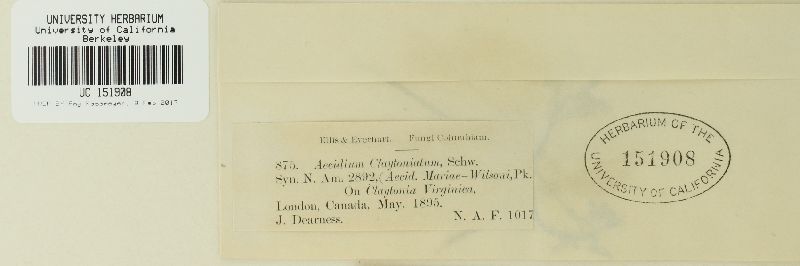 UNIVERSITY HERBARIUM
University of California
Berkeley
UC 151908
Ellis & Everhart. Fungi Columbiani.
875. Aecidium Claytoniatum, Schw.
Syn. N. Am. 2892, (Aecid. Mariae-Wilsoni, Pk.
On Claytonia Virginica,
London, Canada, May, 1895.
J. Dearness. N. A. F. 1017
HERBARIUM OF THE
151908
UNIVERSITY OF CALIFORNIA